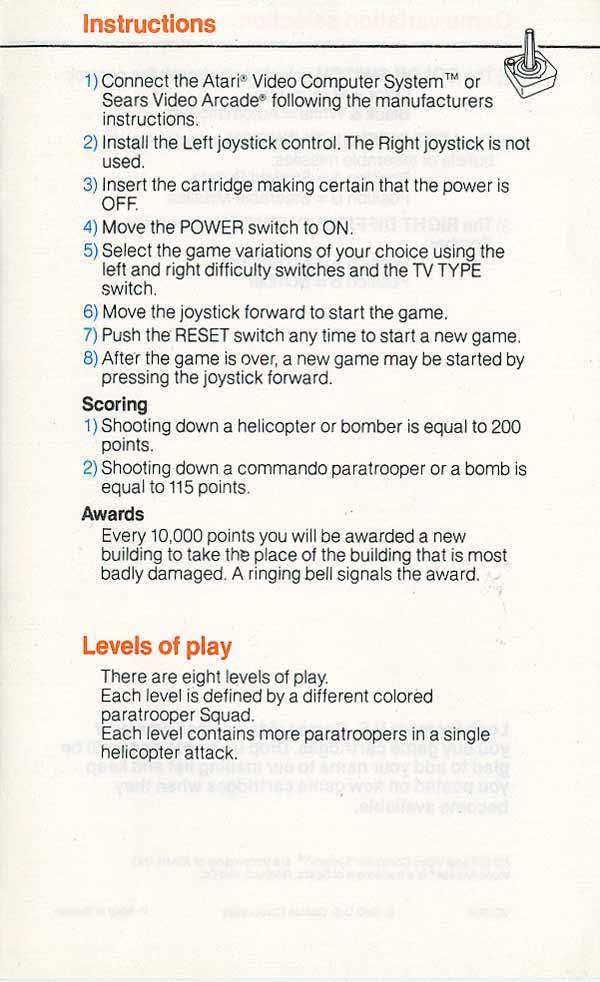 Instructions
1) Connect the Atari® Video Computer System™ or
Sears Video Arcade® following the manufacturers
instructions.
2) Install the Left joystick control. The Right joystick is not
used.
3) Insert the cartridge making certain that the power is
OFF.
4) Move the POWER switch to ON.
5) Select the game variations of your choice using the
left and right difficulty switches and the TV TYPE
switch.
6) Move the joystick forward to start the game.
7) Push the RESET switch any time to start a new game.
8) After the game is over, a new game may be started by
pressing the joystick forward.
Scoring
1) Shooting down a helicopter or bomber is equal to 200
points.
2) Shooting down a commando paratrooper or a bomb is
equal to 115 points.
Awards
Every 10,000 points you will be awarded a new
building to take the place of the building that is most
badly damaged. A ringing bell signals the award.
Levels of play
There are eight levels of play.
Each level is defined by a different colored
paratrooper Squad.
Each level contains more paratroopers in a single
helicopter attack.